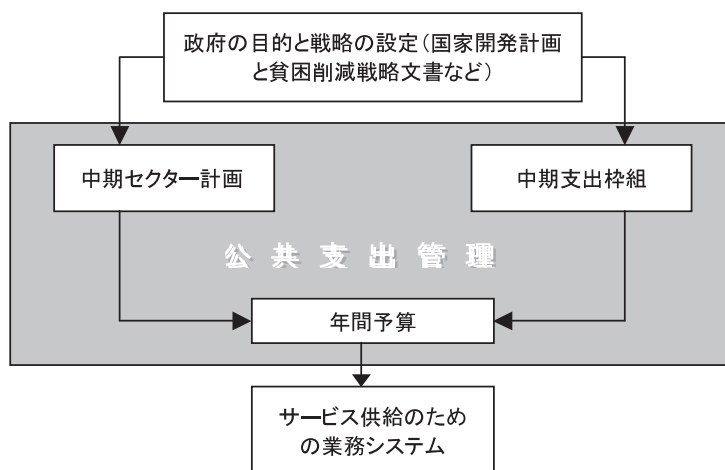 政府の目的と戦略の設定（国家開発計画
と貧困削減戦略文書など）
中期セクター計画
中期支出枠組
公共支出管理
年間予算
サービス供給のため
の業務システム